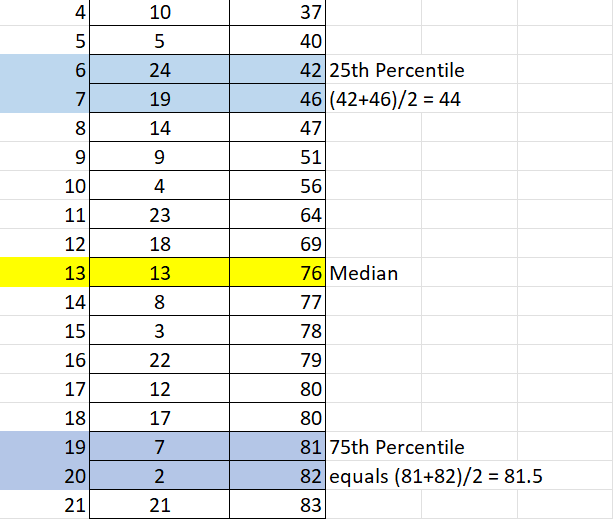 4 10 37
5 5 40
6 24 42 25th Percentile
7 19 46 (42+46)/2 = 44
8 14 47
9 9 51
10 4 56
11 23 64
12 18 69
13 13 76 Median
14 8 77
15 3 78
16 22 79
17 12 80
18 17 80
19 7 81 75th Percentile
20 2 82 equals (81+82)/2 = 81.5
21 21 83